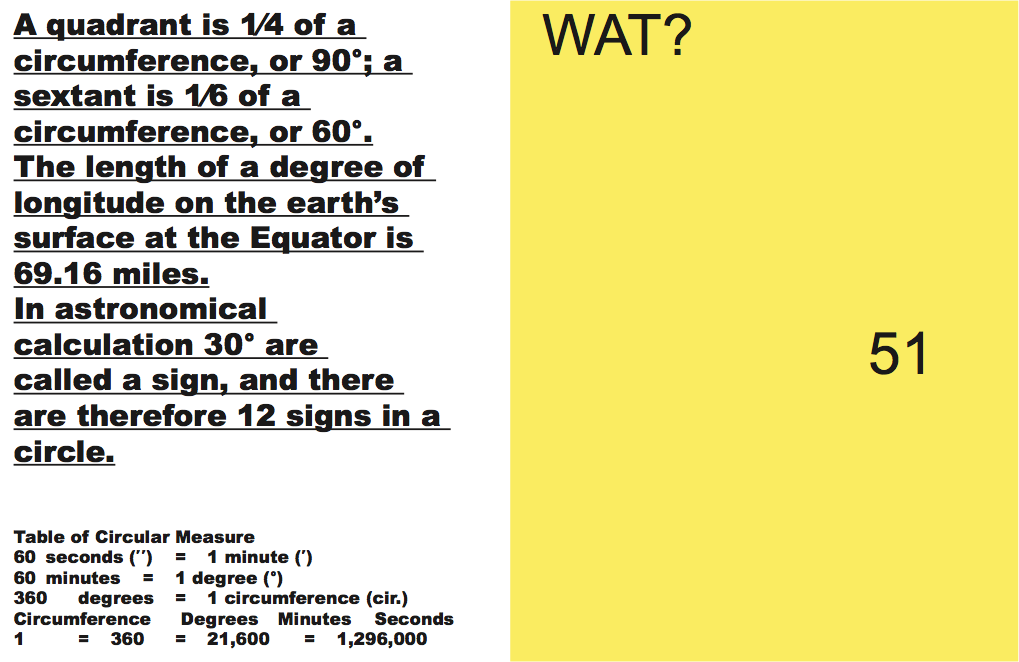 A quadrant is 1⁄4 of a
circumference, or 90°; a
sextant is 1⁄6 of a
circumference, or 60°.
The length of a degree of
longitude on the earth’s
surface at the Equator is
69.16 miles.
In astronomical
calculation 30° are
called a sign, and there
are therefore 12 signs in a
circle.
Table of Circular Measure
60 seconds (′′) = 1 minute (′)
60 minutes = 1 degree (°)
360 degrees = 1 circumference (cir.)
Circumference Degrees Minutes Seconds
1 = 360 = 21,600 = 1,296,000
WAT?
51